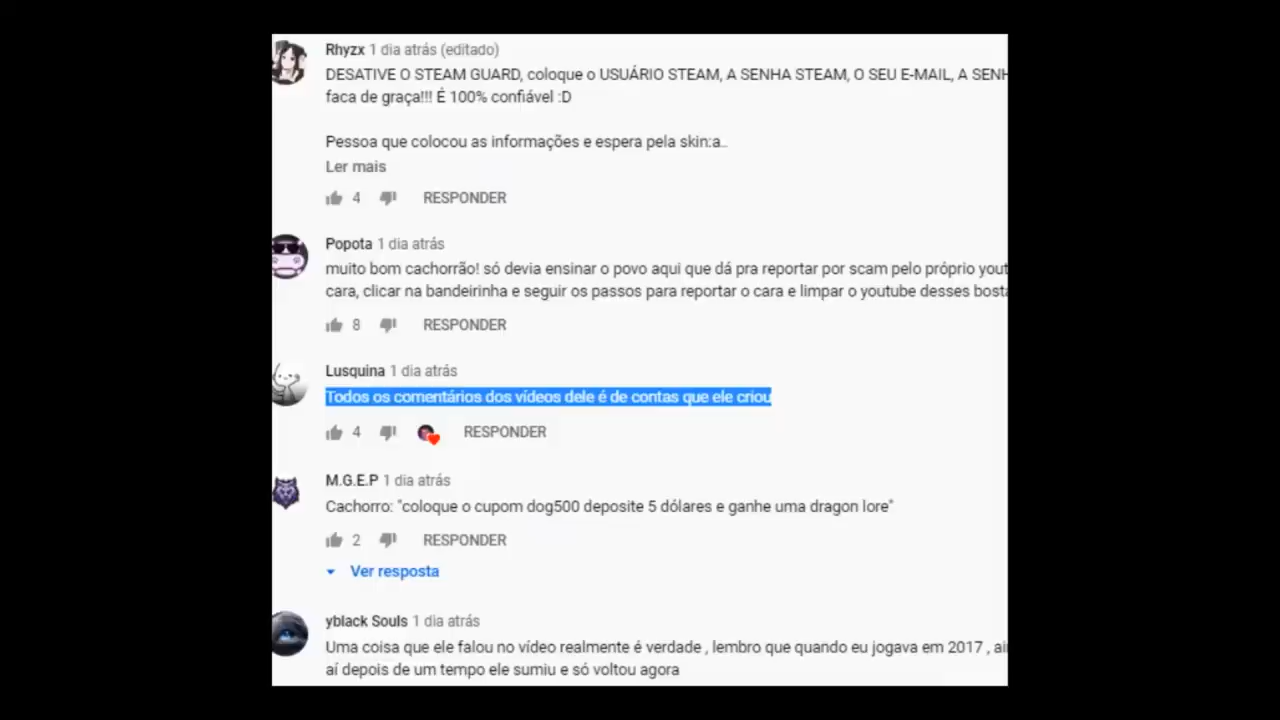 Rhyzx 1 dia atrás (editado)
DESATIVE O STEAM GUARD, coloque o USUÁRIO STEAM, A SENHA STEAM, O SEU E-MAIL, A SENH
faca de graça!!! É 100% confiável :D
Pessoa que colocou as informações e espera pela skin:a..
Ler mais
4 RESPONDER
Popota 1 dia atrás
muito bom cachorrão! só devia ensinar o povo aqui que dá pra reportar por scam pelo próprio yout
cara, clicar na bandeirinha e seguir os passos para reportar o cara e limpar o youtube desses bosta
8 RESPONDER
Lusquina 1 dia atrás
Todos os comentários dos vídeos dele é de contas que ele criou
4 RESPONDER
M.G.E.P 1 dia atrás
Cachorro: "coloque o cupom dog500 deposite 5 dólares e ganhe uma dragon lore"
2 RESPONDER
Ver resposta
yblack Souls 1 dia atrás
Uma coisa que ele falou no vídeo realmente é verdade , lembro que quando eu jogava em 2017 , ain
aí depois de um tempo ele sumiu e só voltou agora